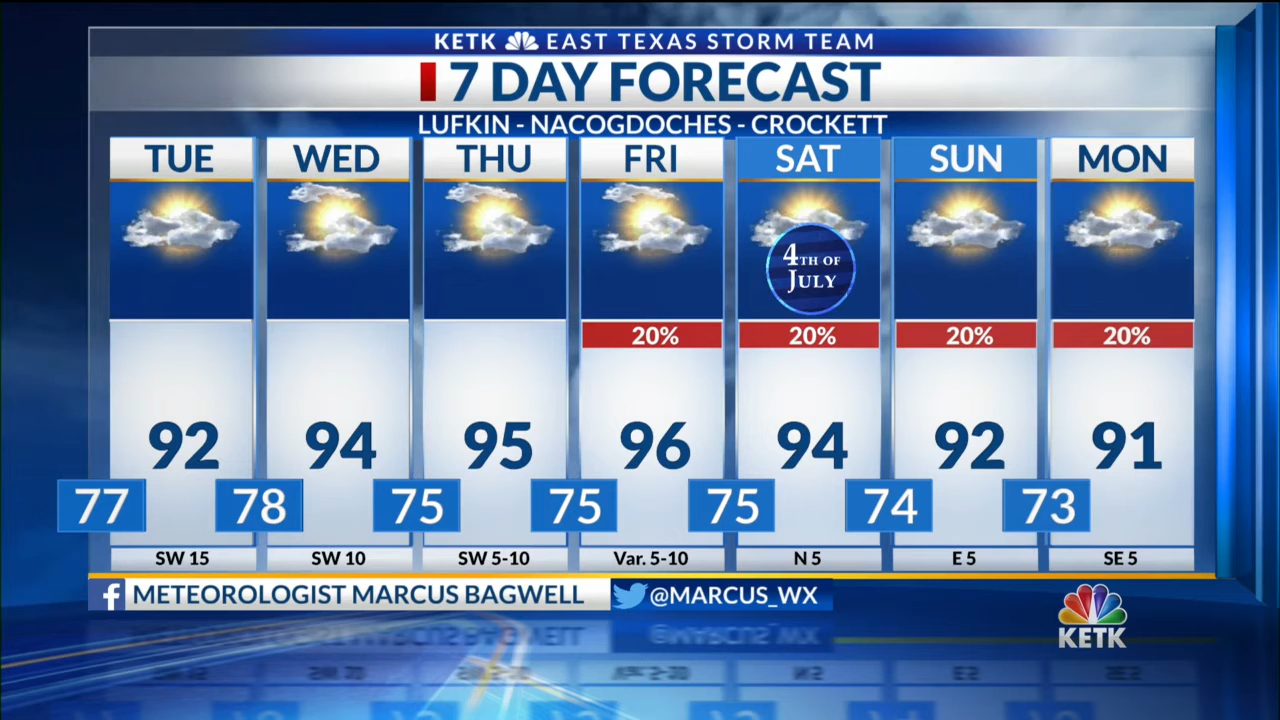 KETK EAST TEXAS STORM TEAM
7 DAY FORECAST
LUFKIN - NACOGDOCHES - CROCKETT
TUE WED THU FRI SAT SUN MON
4TH OF
JULY
20% 20% 20% 20%
92 94 95 96 94 92 91
77 78 75 75 75 74 73
SW 15 SW 10 SW 5-10 Var. 5-10 N 5 E 5 SE 5
f METEOROLOGIST MARCUS BAGWELL @MARCUS_WX
KETK